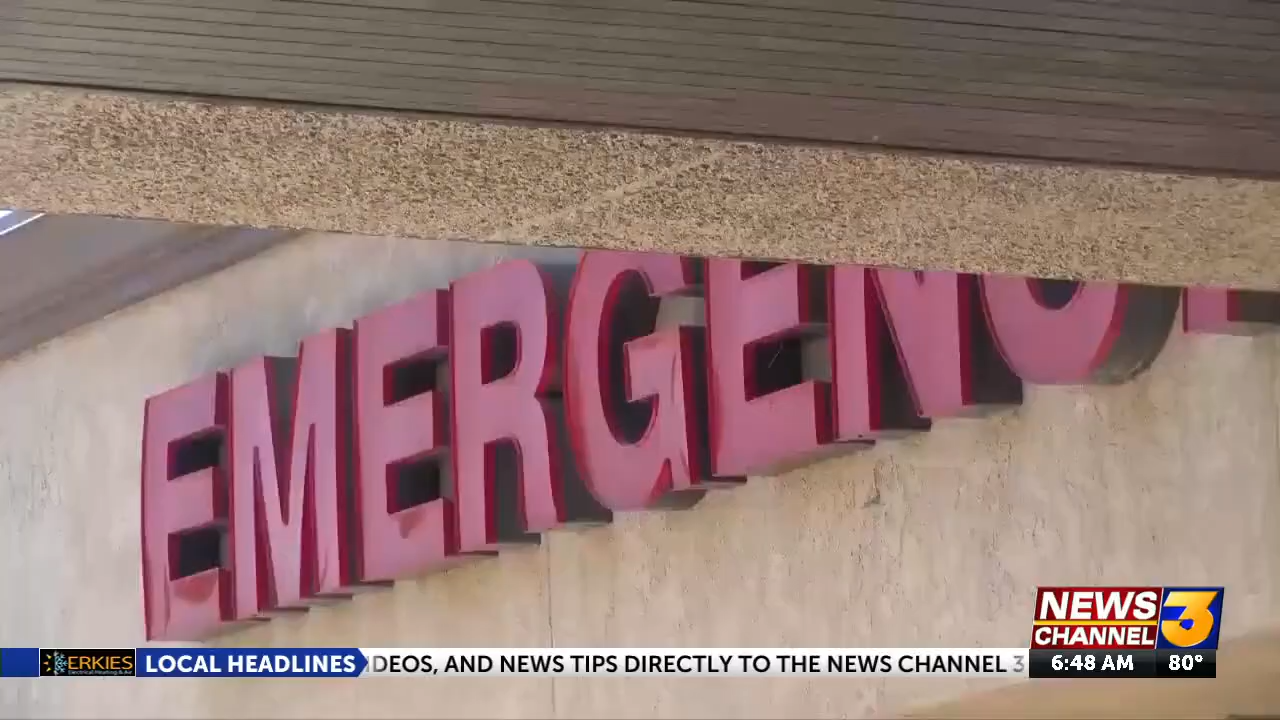 EMERGENCY
NEWS
CHANNEL 3
6:48 AM 80°
ERKIES
LOCAL HEADLINES
DEOS, AND NEWS TIPS DIRECTLY TO THE NEWS CHANNEL 3